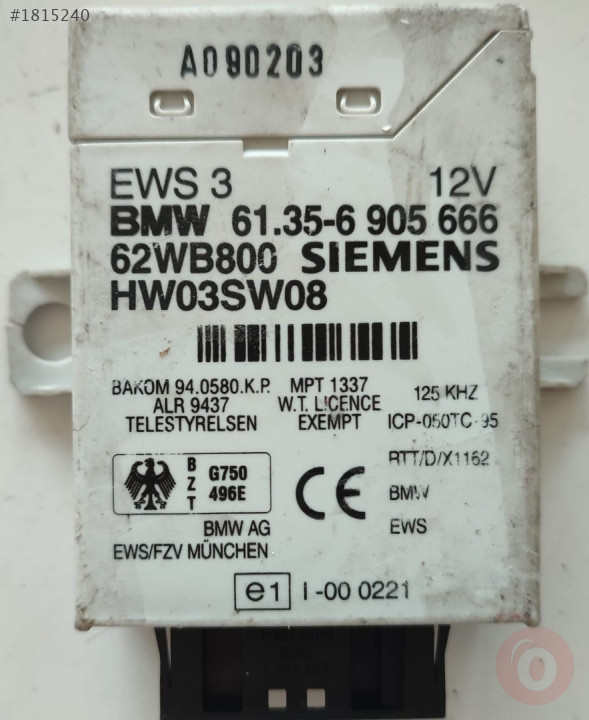 #1815240
A090203
EWS 3 12V
BMW 61.35-6 905 666
62WB800 SIEMENS
HW03SW08
BAKOM 94.0580.K.P. MPT 1337 125 KHZ
ALR 9437 W.T. LICENCE ICP-050TC-95
TELESTYRELSEN EXEMPT
RTT/D/X1162
BZT G750 496E
BMW
BMW AG EWS
EWS/FZV MÜNCHEN
e1 I-00 0221